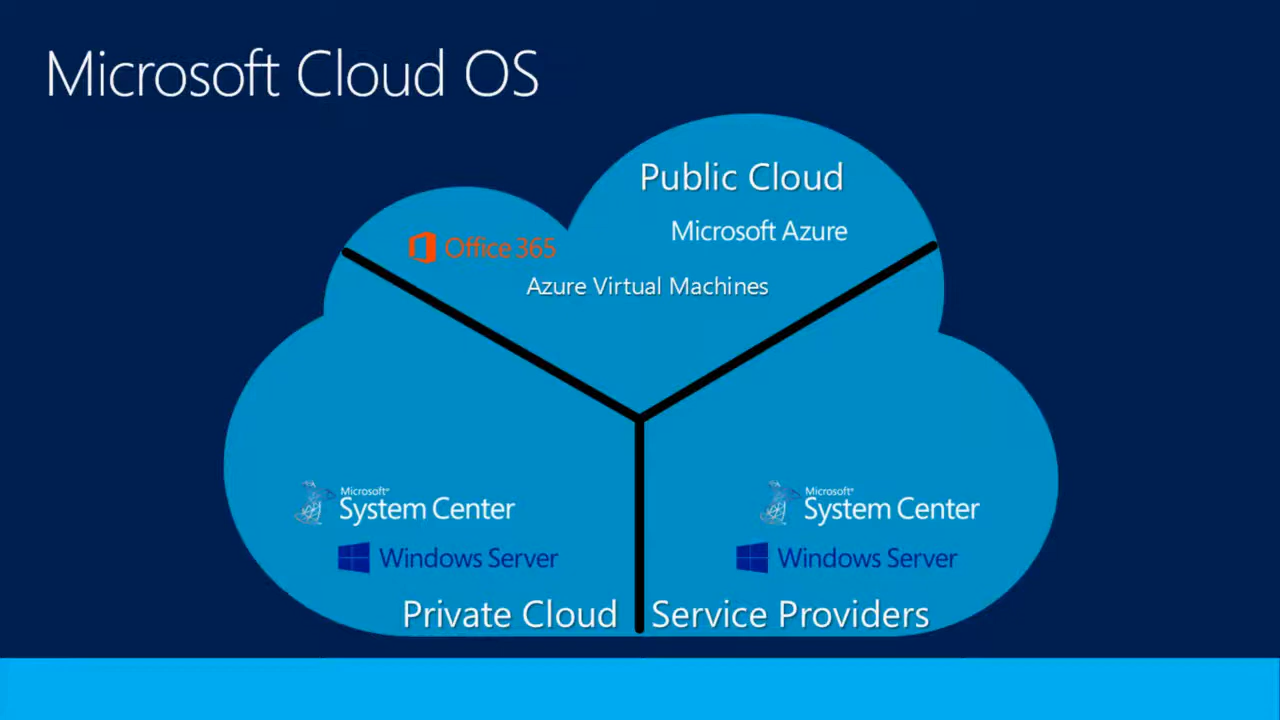 Microsoft Cloud OS
Public Cloud
Microsoft Azure
Office 365
Azure Virtual Machines
Microsoft®
System Center
Windows Server
Private Cloud
Microsoft®
System Center
Windows Server
Service Providers